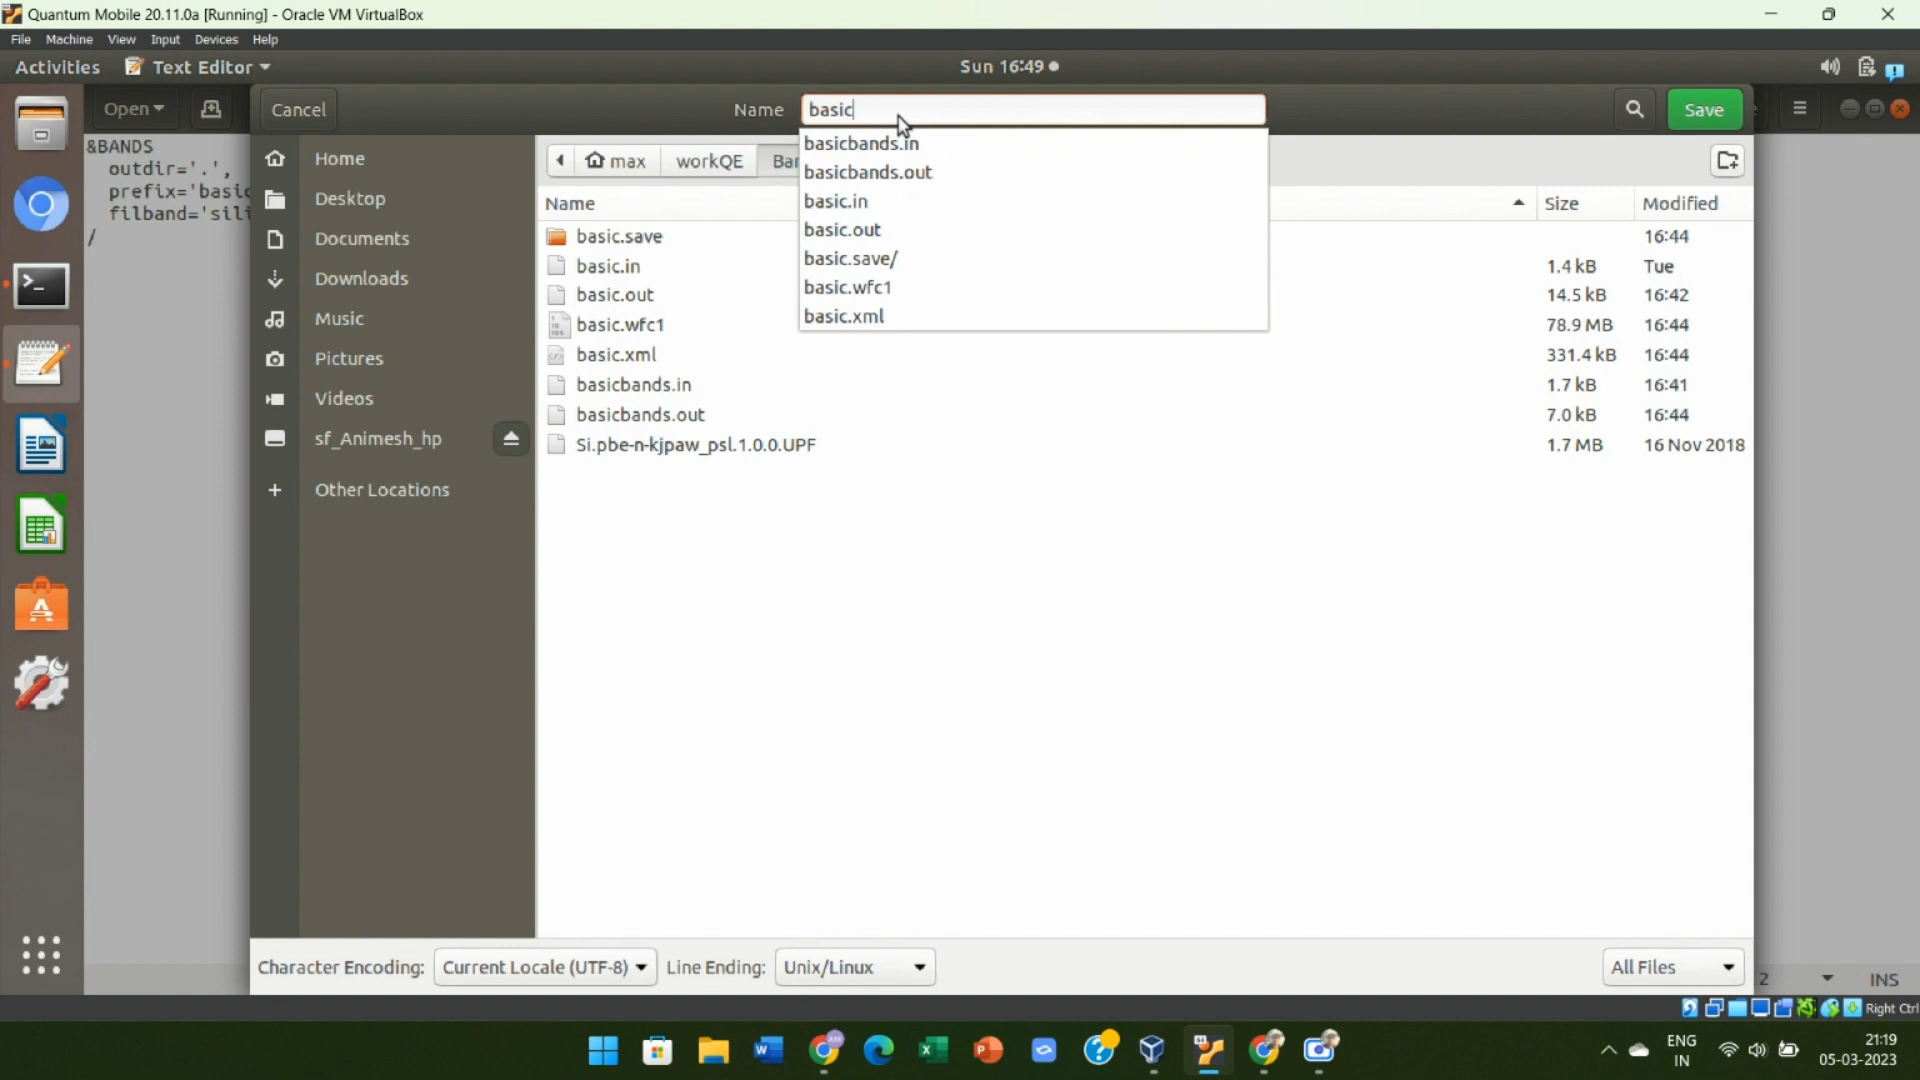 Quantum Mobile 20.11.0a [Running] - Oracle VM VirtualBox
File Machine View Input Devices Help
Activities Text Editor Sun 16:49
Open Cancel Name basic Save
&BANDS
outdir='.',
prefix='basic
filband='sili
/
Home
Desktop
Documents
Downloads
Music
Pictures
Videos
sf_Animesh_hp
Other Locations
max workQE Bar
basicbands.in
basicbands.out
basic.in
basic.out
basic.save/
basic.wfc1
basic.xml
Name Size Modified
basic.save 16:44
basic.in 1.4 kB Tue
basic.out 14.5 kB 16:42
basic.wfc1 78.9 MB 16:44
basic.xml 331.4 kB 16:44
basicbands.in 1.7 kB 16:41
basicbands.out 7.0 kB 16:44
Si.pbe-n-kjpaw_psl.1.0.0.UPF 1.7 MB 16 Nov 2018
Character Encoding: Current Locale (UTF-8) Line Ending: Unix/Linux All Files
2 INS
Right Ctrl
ENG
IN
21:19
05-03-2023